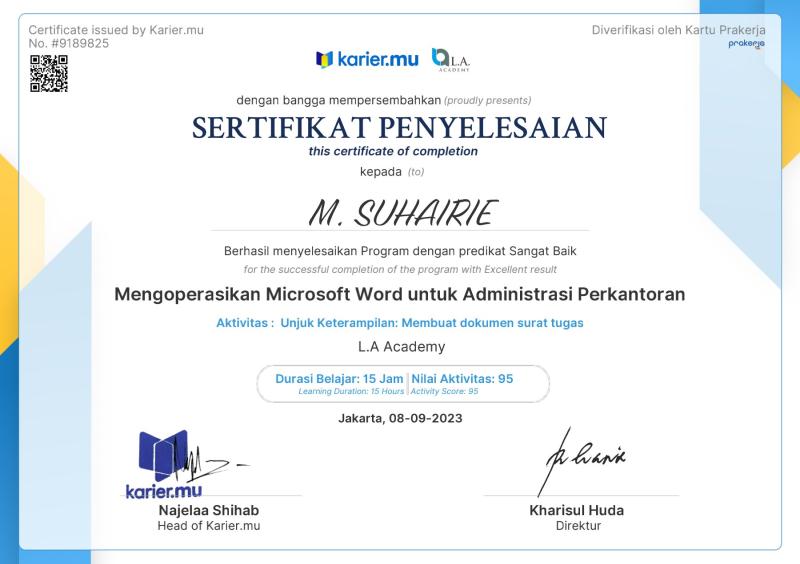 Certificate issued by Karier.mu
No. #9189825
Diverifikasi oleh Kartu Prakerja
prakerja
karier.mu
L.A.
ACADEMY
dengan bangga mempersembahkan (proudly presents)
SERTIFIKAT PENYELESAIAN
this certificate of completion
kepada (to)
M. SUHAIRIE
Berhasil menyelesaikan Program dengan predikat Sangat Baik
for the successful completion of the program with Excellent result
Mengoperasikan Microsoft Word untuk Administrasi Perkantoran
Aktivitas : Unjuk Keterampilan: Membuat dokumen surat tugas
L.A Academy
Durasi Belajar: 15 Jam Nilai Aktivitas: 95
Learning Duration: 15 Hours Activity Score: 95
Jakarta, 08-09-2023
karier.mu
Najelaa Shihab
Head of Karier.mu
Kharisul Huda
Direktur